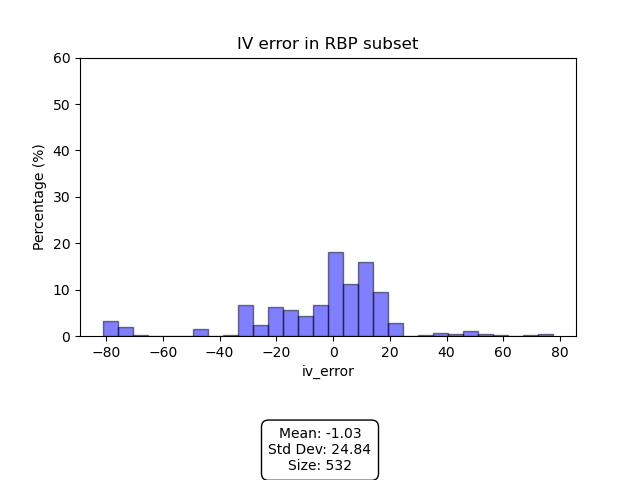 IV error in RBP subset
60
50
40
30
20
10
0
Percentage (%)
−80 −60 −40 −20 0 20 40 60 80
iv_error
Mean: -1.03
Std Dev: 24.84
Size: 532